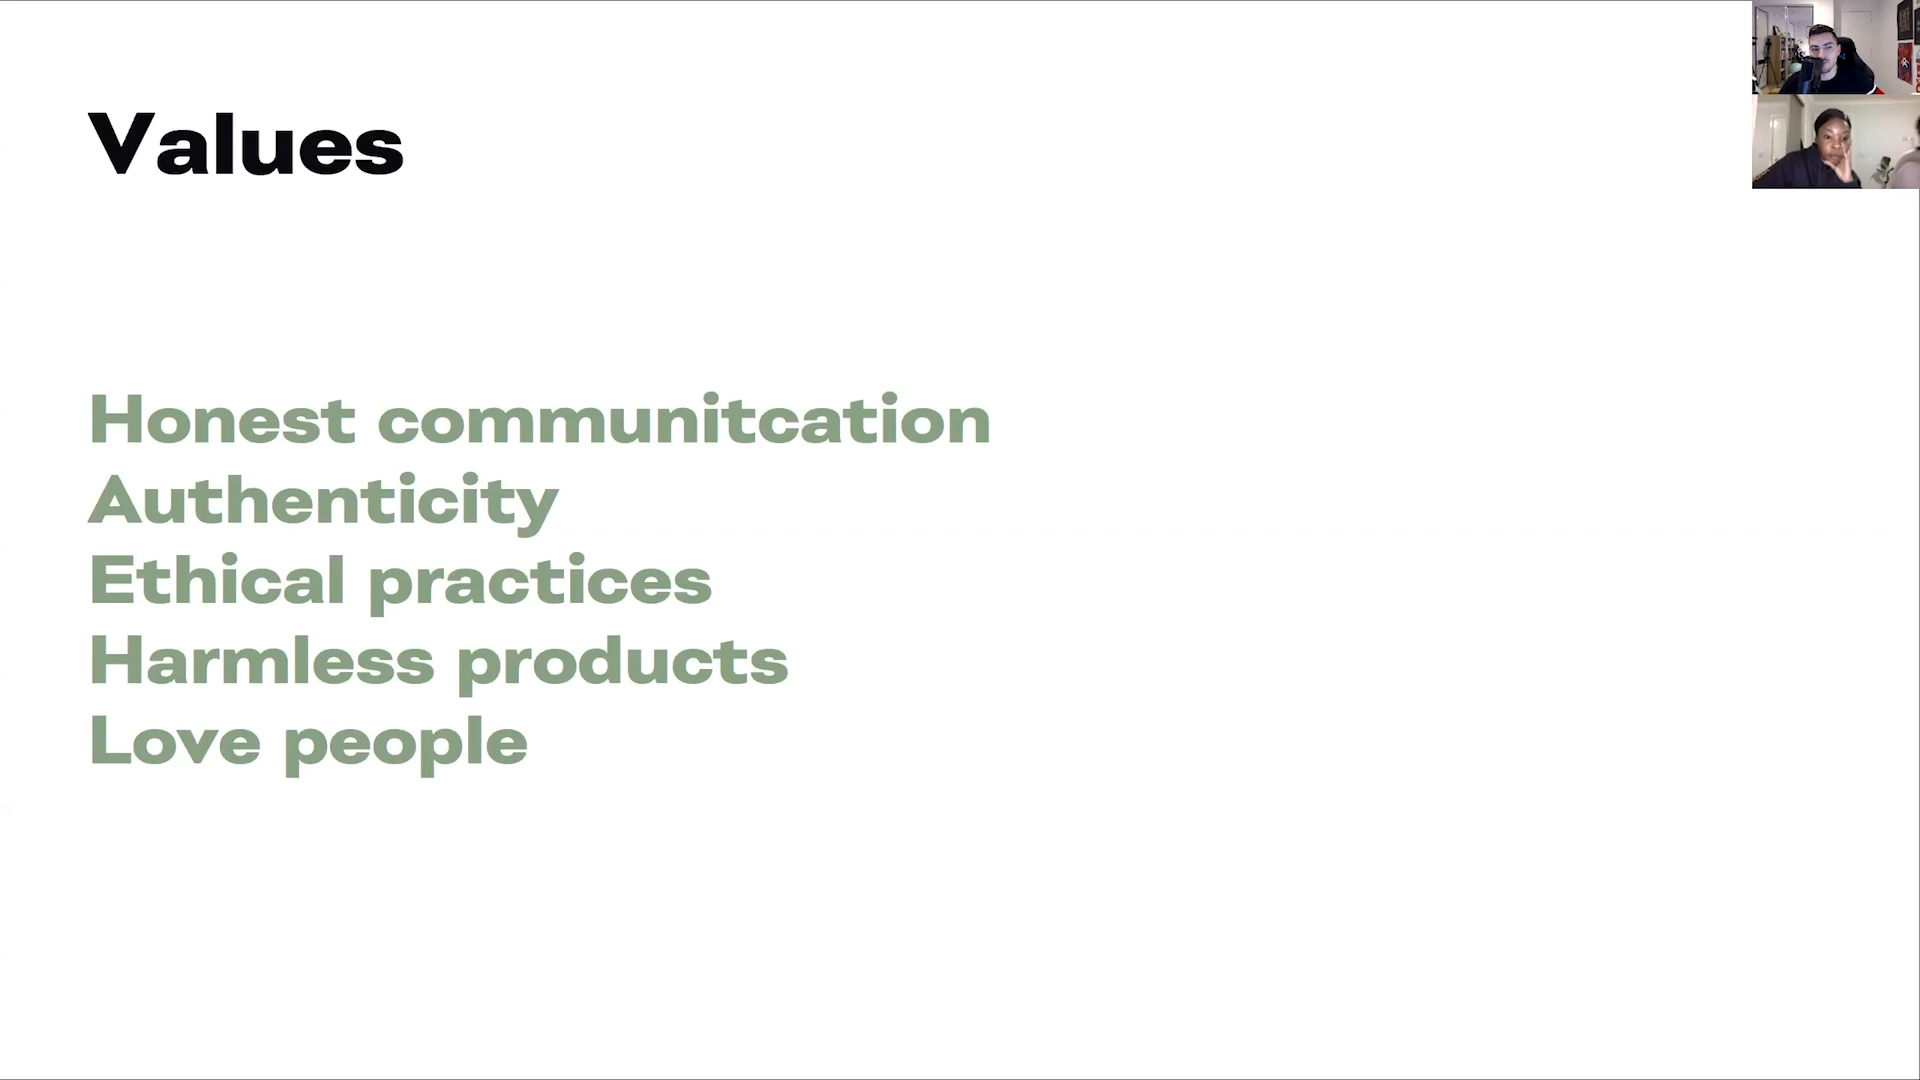 Values
Honest communitcation
Authenticity
Ethical practices
Harmless products
Love people